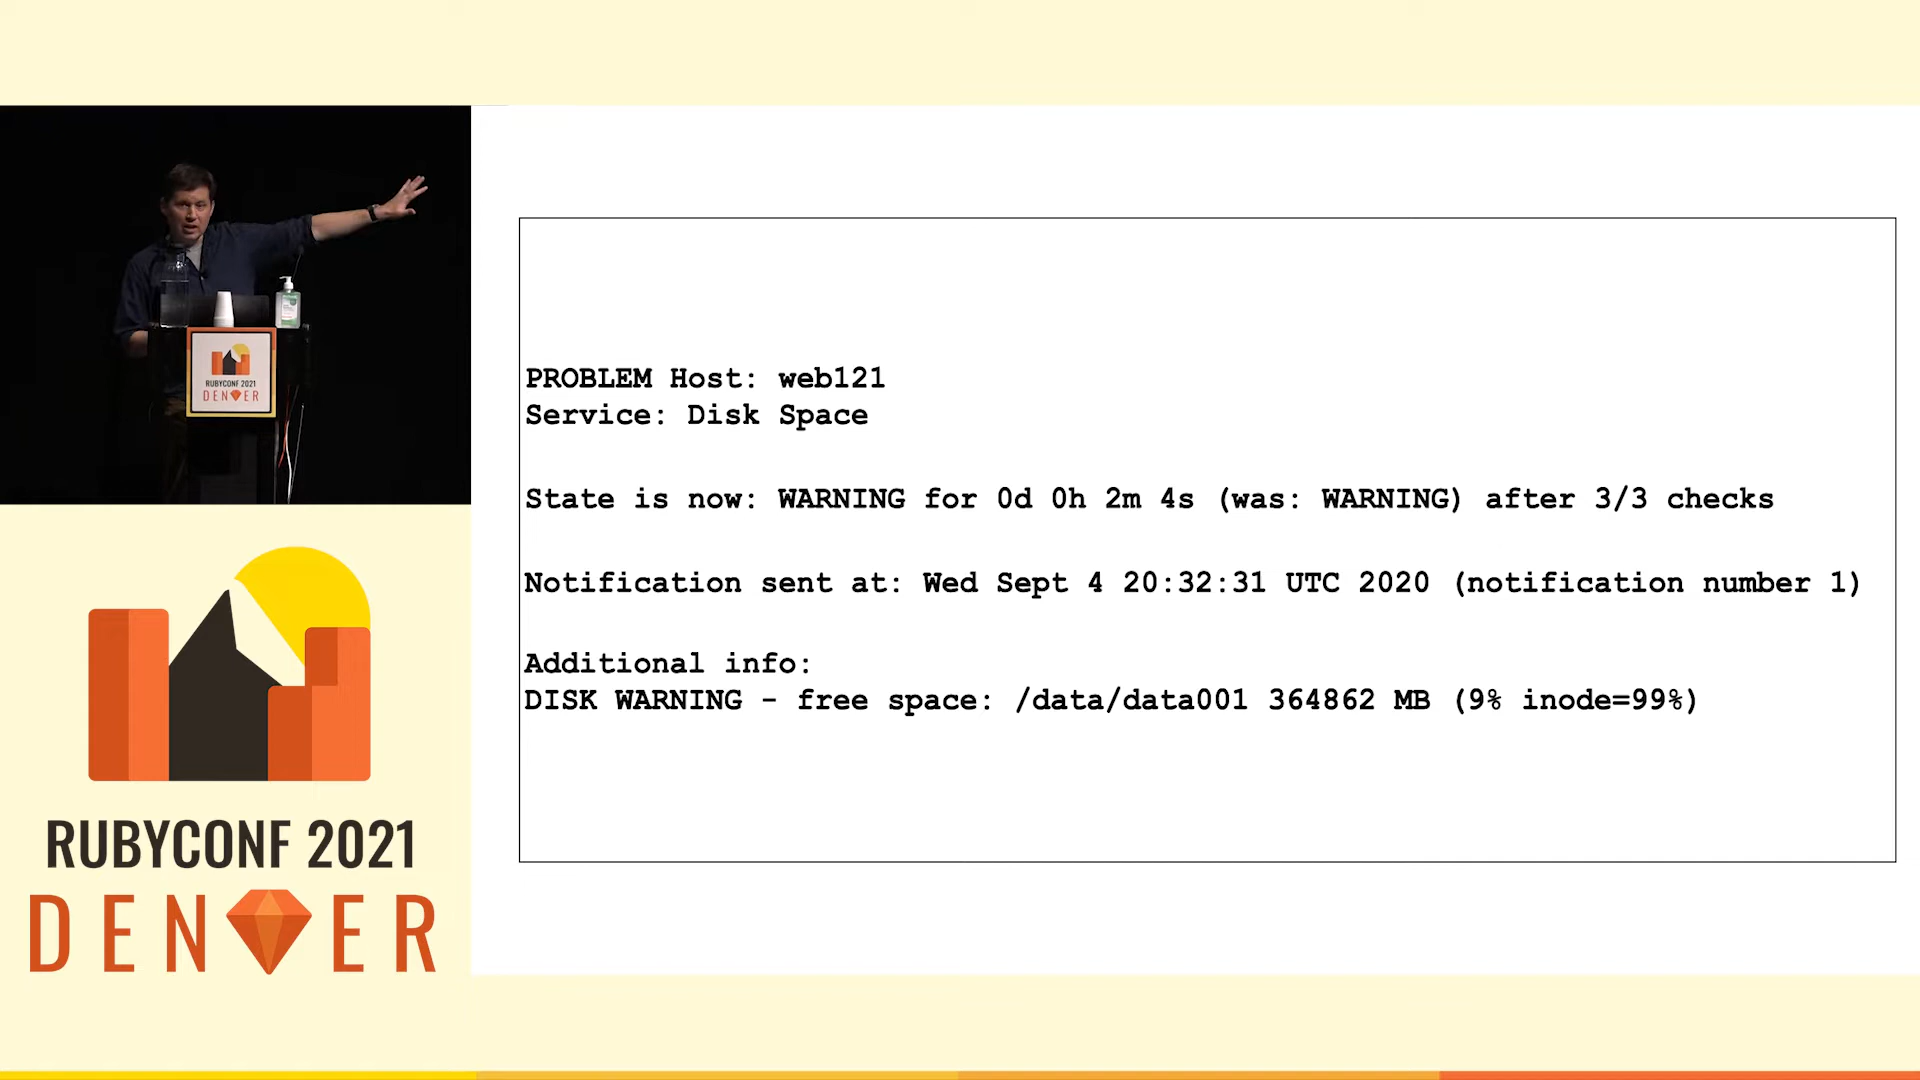 RUBYCONF 2021
DENVER
PROBLEM Host: web121
Service: Disk Space
State is now: WARNING for 0d 0h 2m 4s (was: WARNING) after 3/3 checks
Notification sent at: Wed Sept 4 20:32:31 UTC 2020 (notification number 1)
Additional info:
DISK WARNING - free space: /data/data001 364862 MB (9% inode=99%)
RUBYCONF 2021
DENVER